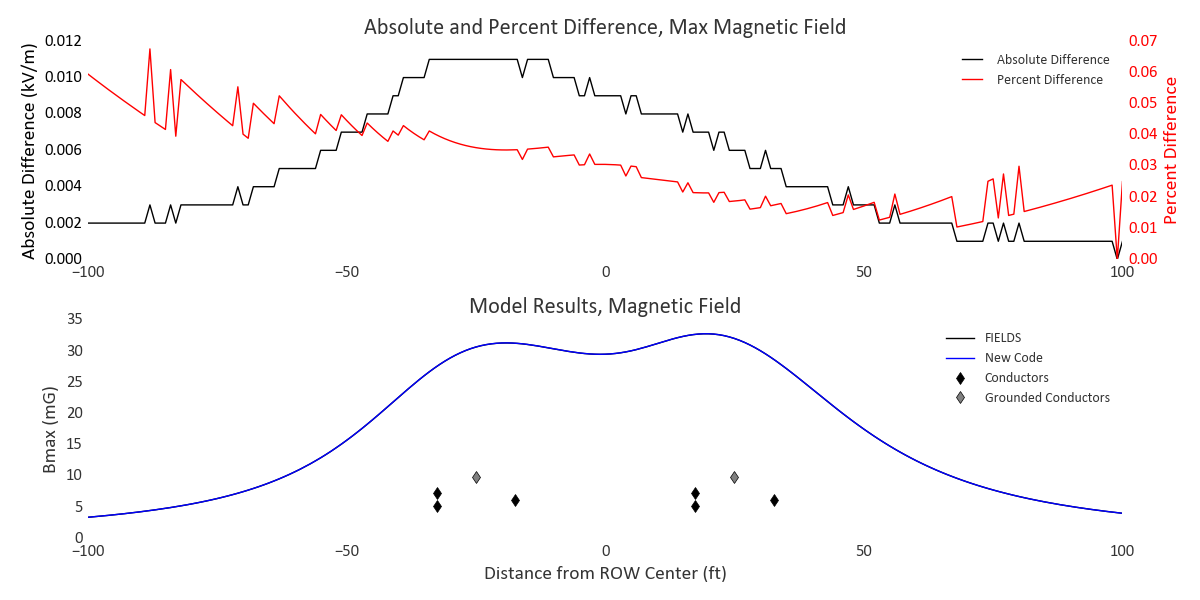 Absolute and Percent Difference, Max Magnetic Field
Absolute Difference (kV/m)
0.012
0.010
0.008
0.006
0.004
0.002
0.000
−100
−50
0
50
100
0.07
0.06
0.05
0.04
0.03
0.02
0.01
0.00
Percent Difference
Absolute Difference
Percent Difference
Model Results, Magnetic Field
Bmax (mG)
35
30
25
20
15
10
5
0
−100
−50
0
50
100
Distance from ROW Center (ft)
FIELDS
New Code
Conductors
Grounded Conductors